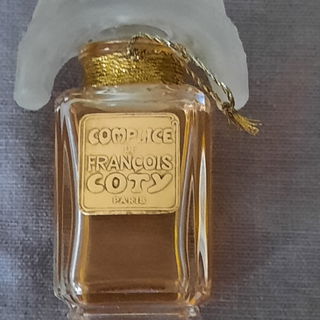 COMPLICE
DE
FRANÇOIS
COTY
PARIS